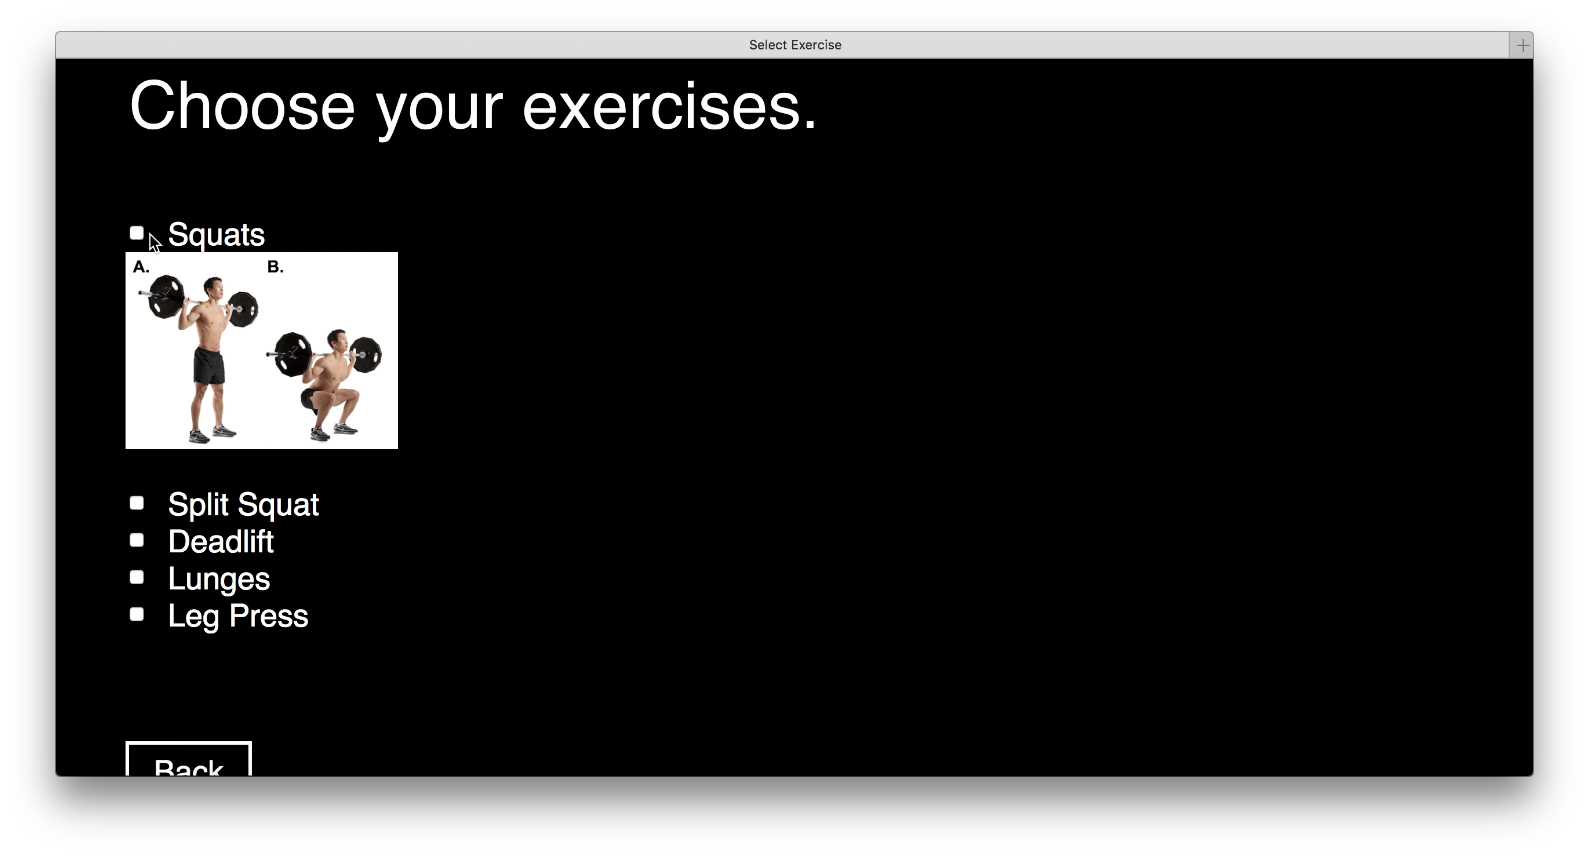 Select Exercise
Choose your exercises.
Squats
A. B.
Split Squat
Deadlift
Lunges
Leg Press
Back